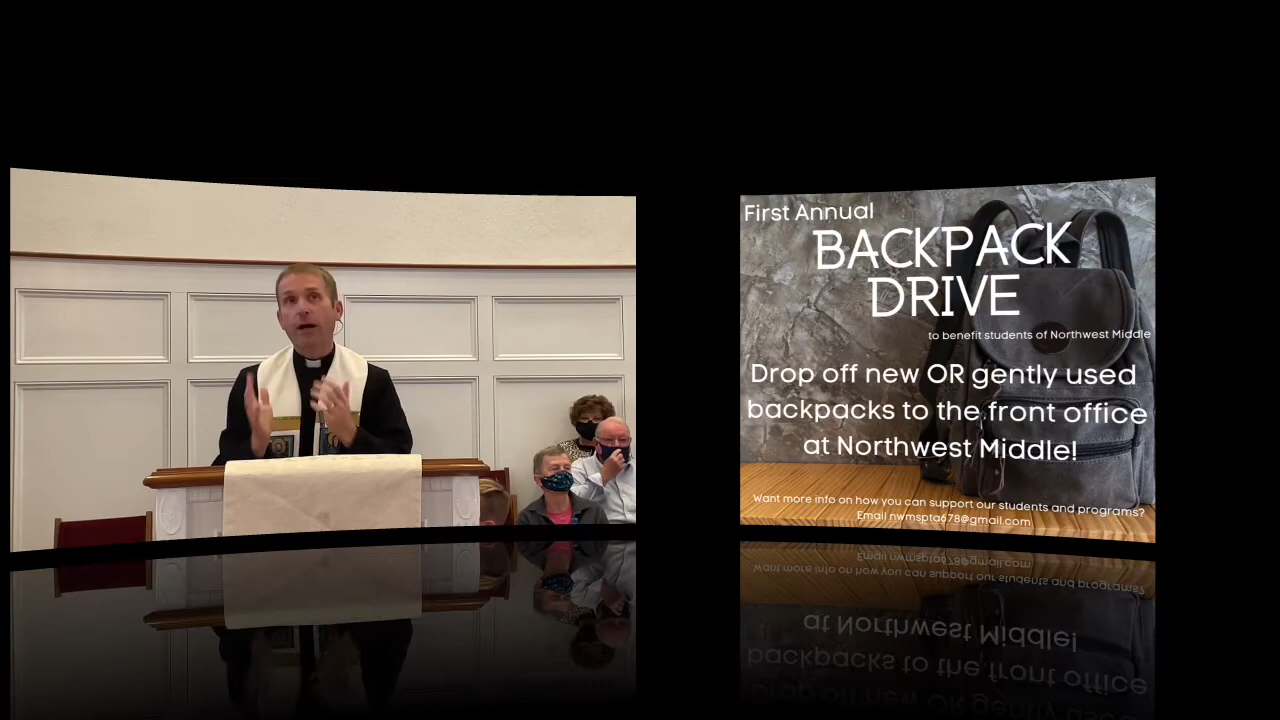 First Annual
BACKPACK
DRIVE
to benefit students of Northwest Middle
Drop off new OR gently used
backpacks to the front office
at Northwest Middle!
Want more info on how you can support our students and programs?
Email nwmspta678@gmail.com